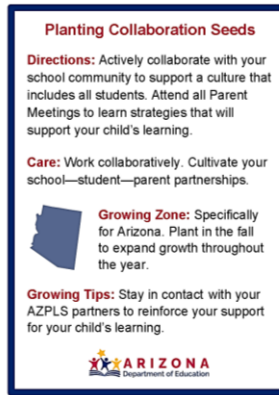 Planting Collaboration Seeds
Directions: Actively collaborate with your
school community to support a culture that
includes all students. Attend all Parent
Meetings to learn strategies that will
support your child's learning.
Care: Work collaboratively. Cultivate your
school—student—parent partnerships.
Growing Zone: Specifically
for Arizona. Plant in the fall
to expand growth throughout
the year.
Growing Tips: Stay in contact with your
AZPLS partners to reinforce your support
for your child's learning.
ARIZONA
Department of Education